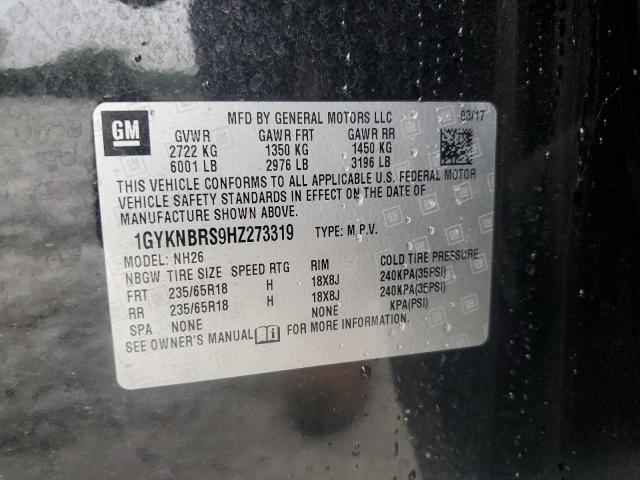 GM
MFD BY GENERAL MOTORS LLC 03/17
GVWR GAWR FRT GAWR RR
2722 KG 1350 KG 1450 KG
6001 LB 2976 LB 3196 LB
THIS VEHICLE CONFORMS TO ALL APPLICABLE U.S. FEDERAL MOTOR
VEHICLE SAFETY STANDARDS IN EFFECT ON THE DATE OF
MANUFACTURE SHOWN ABOVE.
1GYKNBRS9HZ273319 TYPE: M.P.V.
MODEL: NH26
NBGW TIRE SIZE SPEED RTG RIM COLD TIRE PRESSURE
FRT 235/65R18 H 18X8J 240KPA(35PSI)
RR 235/65R18 H 18X8J 240KPA(35PSI)
SPA NONE NONE KPA(PSI)
SEE OWNER'S MANUAL FOR MORE INFORMATION.